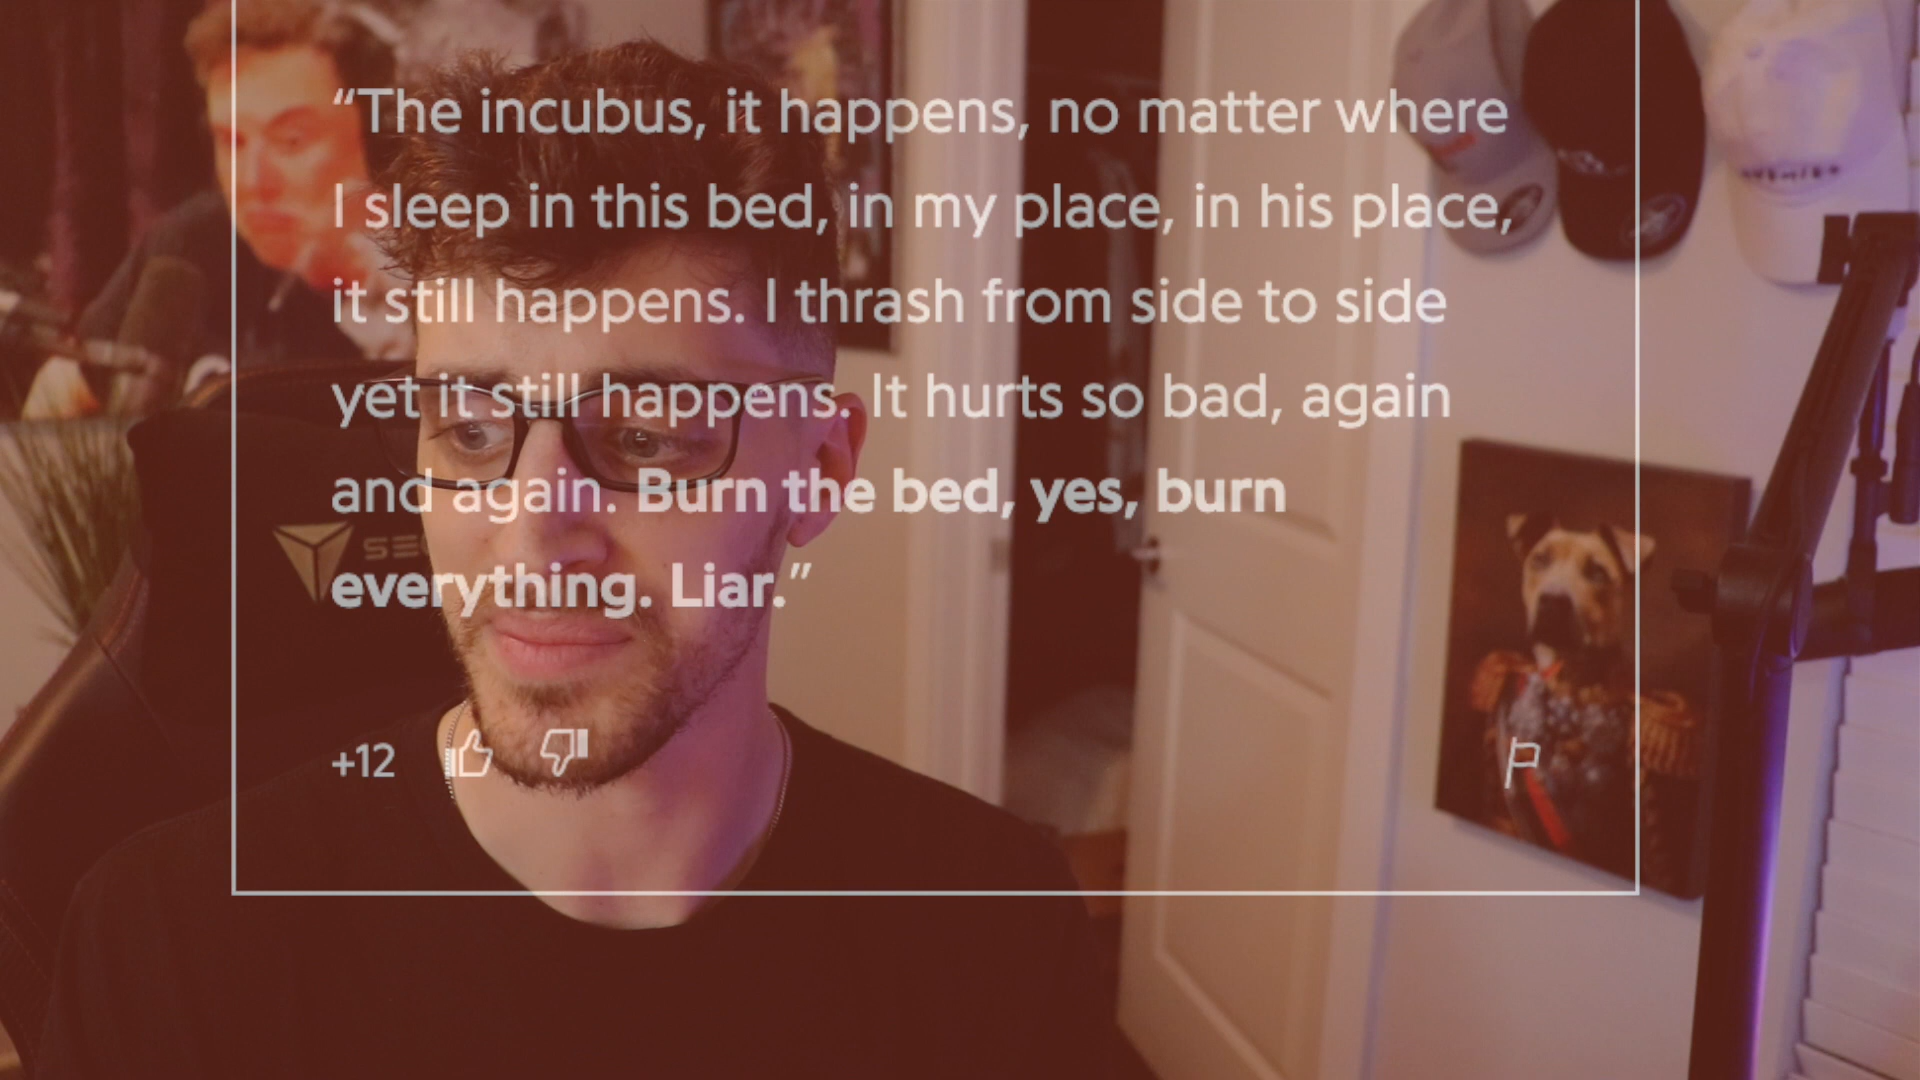 “The incubus, it happens, no matter where
I sleep in this bed, in my place, in his place,
it still happens. I thrash from side to side
yet it still happens. It hurts so bad, again
and again. Burn the bed, yes, burn
everything. Liar.”
+12